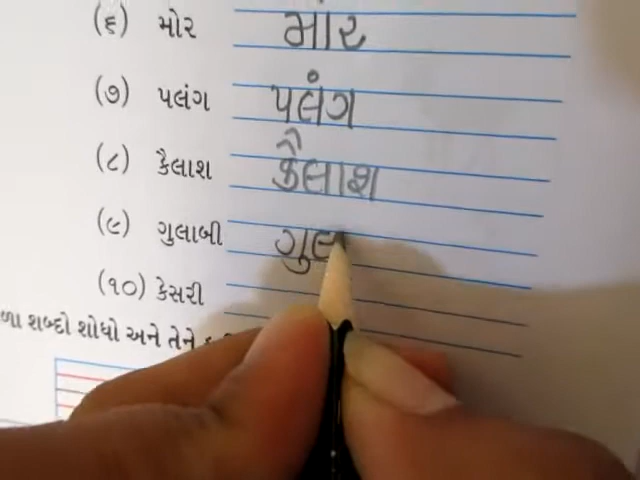 (૬) મોર માેર
(૭) પલંગ પલંગ
(૮) કૈલાશ કૈલાશ
(૯) ગુલાબી ગુલ
(૧૦) કેસરી
ળા શબ્દો શોધો અને તેને